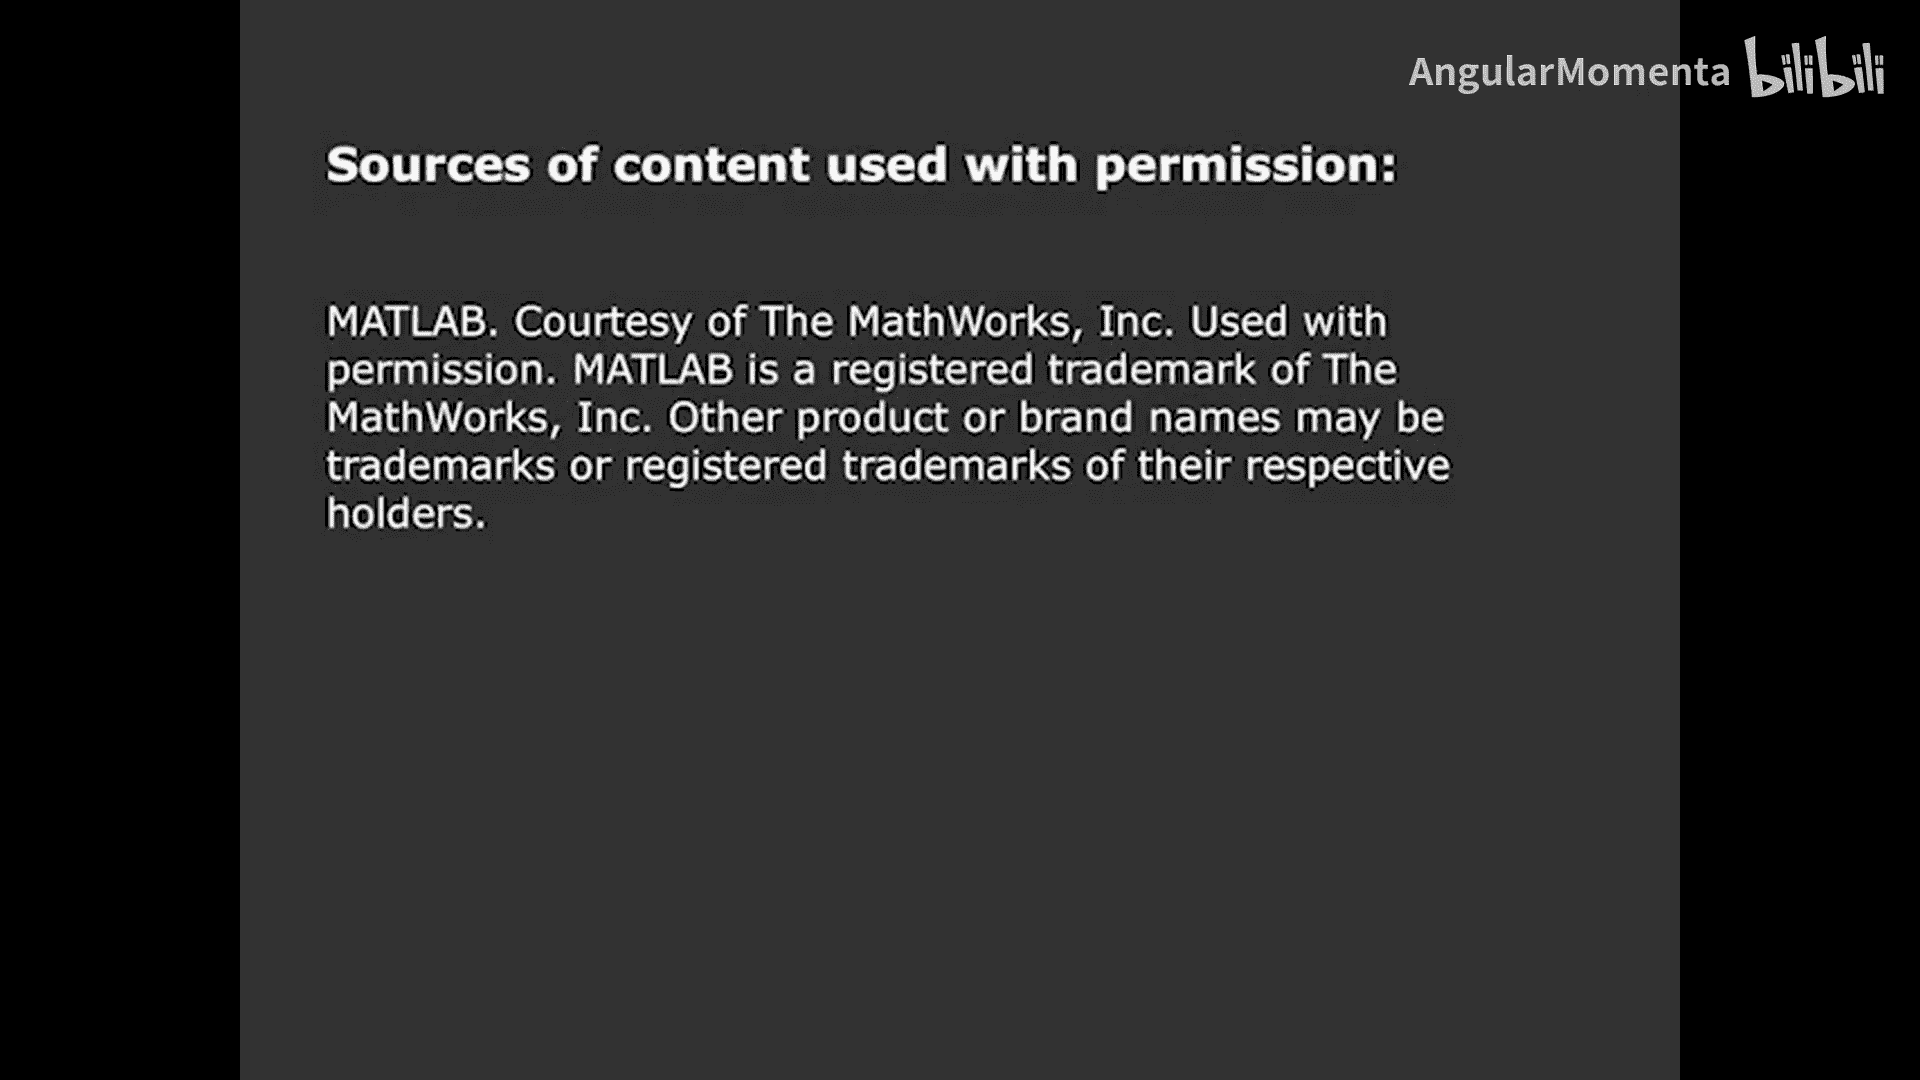 AngularMomenta bilibili
Sources of content used with permission:
MATLAB. Courtesy of The MathWorks, Inc. Used with
permission. MATLAB is a registered trademark of The
MathWorks, Inc. Other product or brand names may be
trademarks or registered trademarks of their respective
holders.